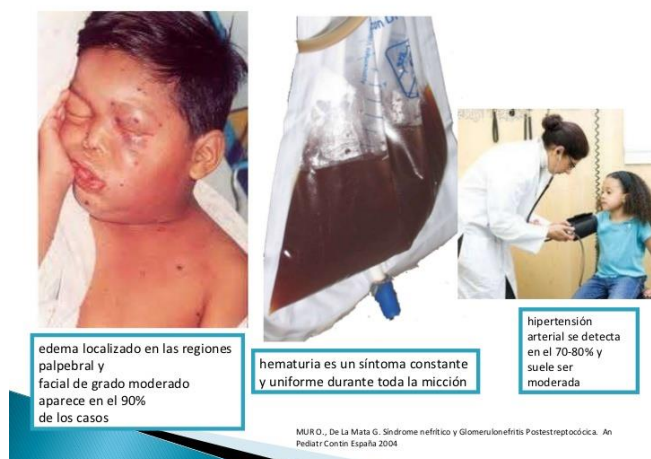 edema localizado en las regiones
palpebral y
facial de grado moderado
aparece en el 90%
de los casos
hematuria es un síntoma constante
y uniforme durante toda la micción
hipertensión
arterial se detecta
en el 70-80% y
suele ser
moderada
MURO., De La Mata G. Síndrome nefrítico y Glomerulonefritis Postestreptocócica. An
Pediatr Contin España 2004